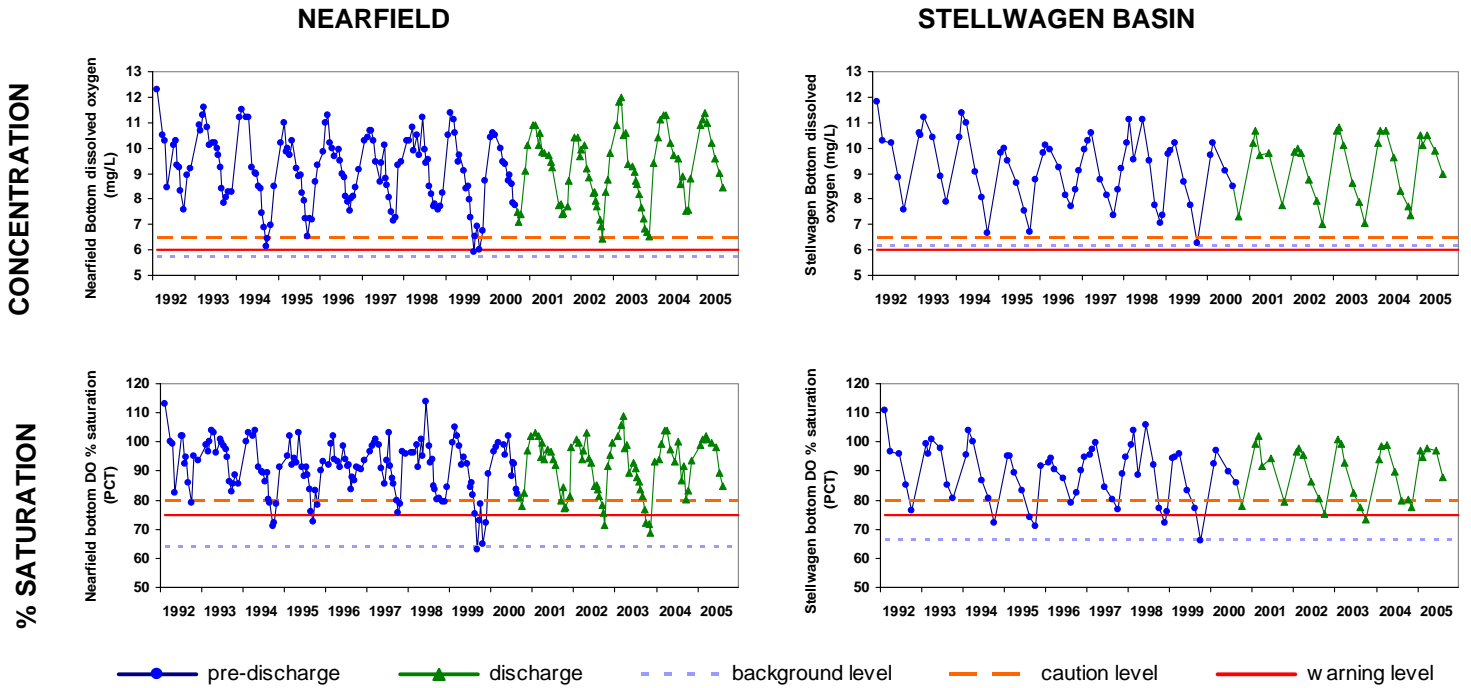 NEARFIELD
STELLWAGEN BASIN
CONCENTRATION
Nearfield Bottom dissolved oxygen
(mg/L)
13
12
11
10
9
8
7
6
5
1992 1993 1994 1995 1996 1997 1998 1999 2000 2001 2002 2003 2004 2005
Stellwagen Bottom dissolved
oxygen (mg/L)
13
12
11
10
9
8
7
6
5
1992 1993 1994 1995 1996 1997 1998 1999 2000 2001 2002 2003 2004 2005
% SATURATION
Nearfield bottom DO % saturation
(PCT)
120
110
100
90
80
70
60
50
1992 1993 1994 1995 1996 1997 1998 1999 2000 2001 2002 2003 2004 2005
Stellwagen bottom DO % saturation
(PCT)
120
110
100
90
80
70
60
50
1992 1993 1994 1995 1996 1997 1998 1999 2000 2001 2002 2003 2004 2005
pre-discharge discharge background level caution level warning level